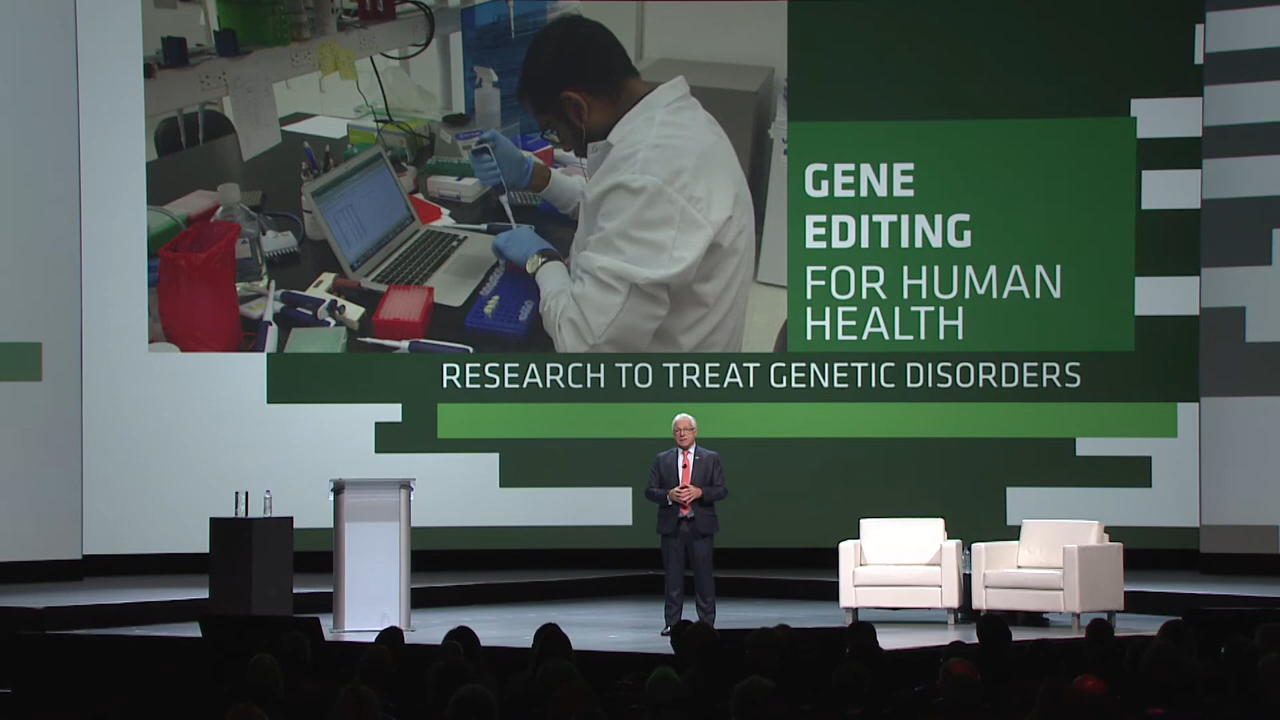 GENE
EDITING
FOR HUMAN
HEALTH
RESEARCH TO TREAT GENETIC DISORDERS